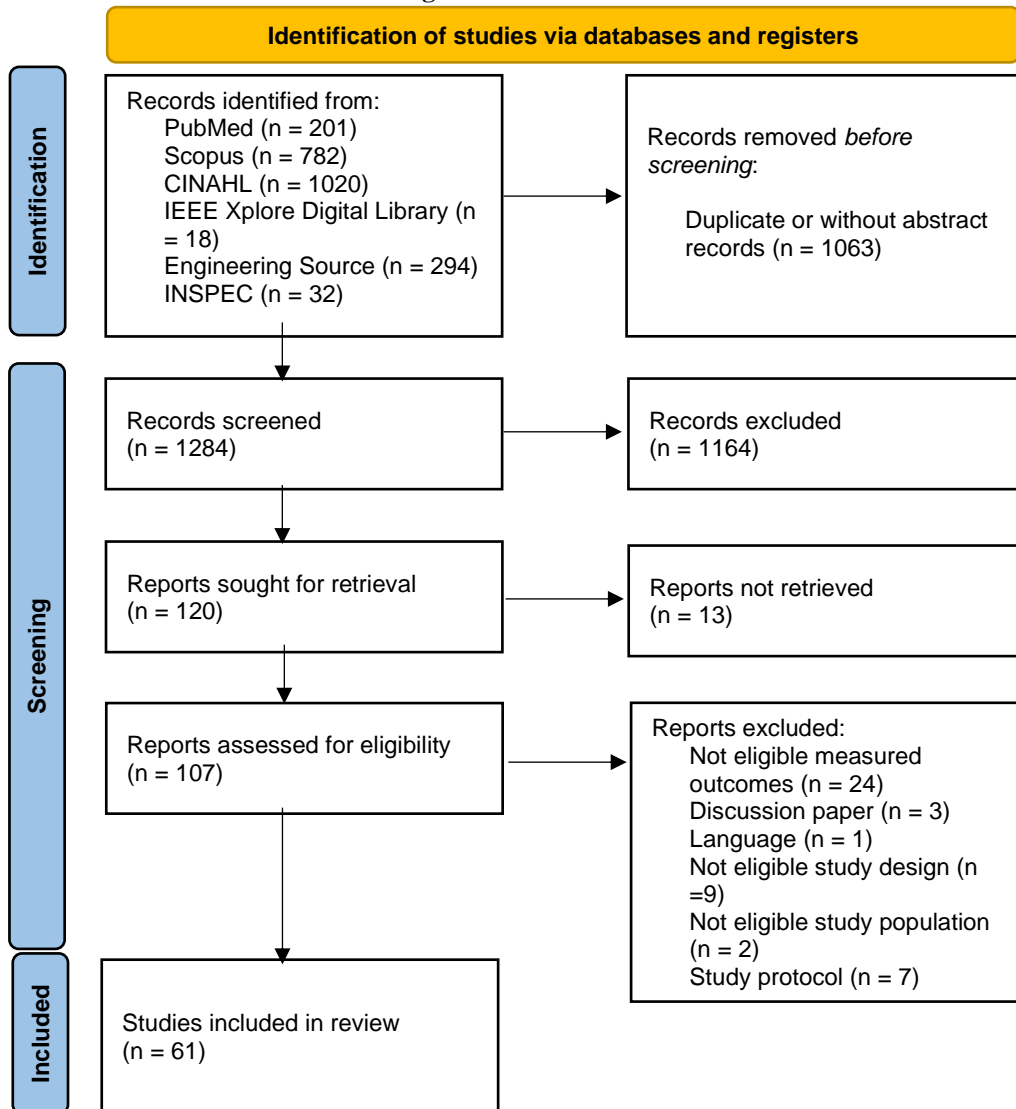 Identification of studies via databases and registers
Identification
Records identified from:
PubMed (n = 201)
Scopus (n = 782)
CINAHL (n = 1020)
IEEE Xplore Digital Library (n
= 18)
Engineering Source (n = 294)
INSPEC (n = 32)
Records removed before
screening:
Duplicate or without abstract
records (n = 1063)
Screening
Records screened
(n = 1284)
Records excluded
(n = 1164)
Reports sought for retrieval
(n = 120)
Reports not retrieved
(n = 13)
Reports assessed for eligibility
(n = 107)
Reports excluded:
Not eligible measured
outcomes (n = 24)
Discussion paper (n = 3)
Language (n = 1)
Not eligible study design (n
=9)
Not eligible study population
(n = 2)
Study protocol (n = 7)
Included
Studies included in review
(n = 61)